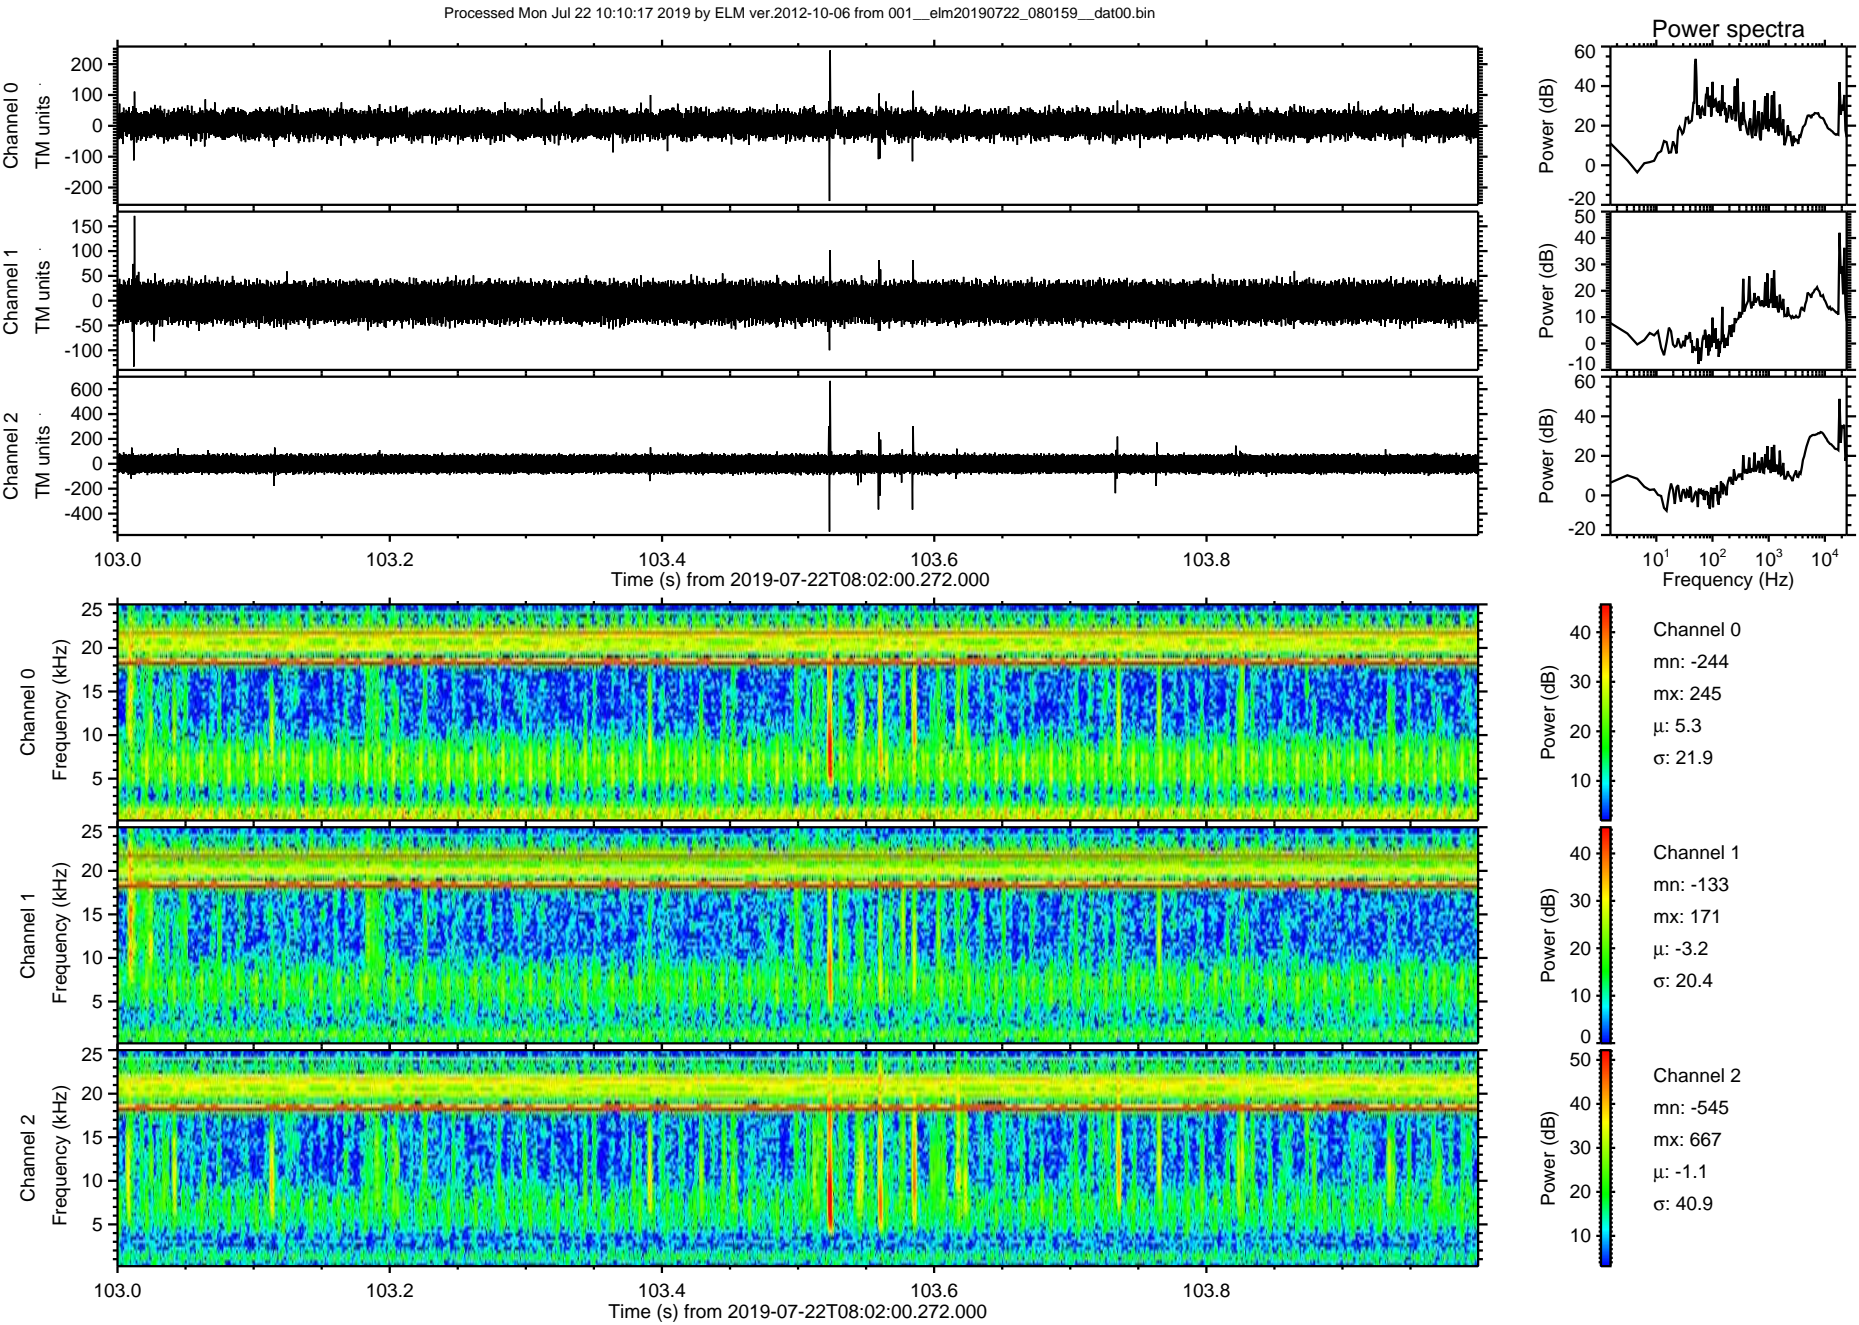 Processed Mon Jul 22 10:10:17 2019 by ELM ver.2012-10-06 from 001__elm20190722_080159__dat00.bin
Power spectra
Channel 0
TM units
200
100
0
-100
-200
Power (dB)
60
40
20
0
-20
Channel 1
TM units
150
100
50
0
-50
-100
Power (dB)
50
40
30
20
10
0
-10
Channel 2
TM units
600
400
200
0
-200
-400
Power (dB)
60
40
20
0
-20
103.0 103.2 103.4 103.6 103.8
Time (s) from 2019-07-22T08:02:00.272.000
10^1 10^2 10^3 10^4
Frequency (Hz)
Channel 0
Frequency (kHz)
25
20
15
10
5
Power (dB)
40
30
20
10
Channel 0
mn: -244
mx: 245
μ: 5.3
σ: 21.9
Channel 1
Frequency (kHz)
25
20
15
10
5
Power (dB)
40
30
20
10
0
Channel 1
mn: -133
mx: 171
μ: -3.2
σ: 20.4
Channel 2
Frequency (kHz)
25
20
15
10
5
Power (dB)
50
40
30
20
10
Channel 2
mn: -545
mx: 667
μ: -1.1
σ: 40.9
103.0 103.2 103.4 103.6 103.8
Time (s) from 2019-07-22T08:02:00.272.000